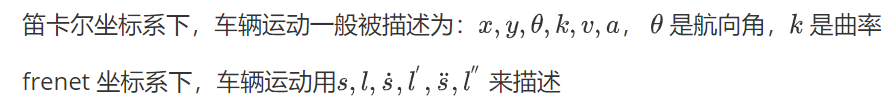 笛卡尔坐标系下，车辆运动一般被描述为：x, y, θ, k, v, a， θ 是航向角，k 是曲率
frenet 坐标系下，车辆运动用s, l, ṡ, l′, s̈, l″ 来描述